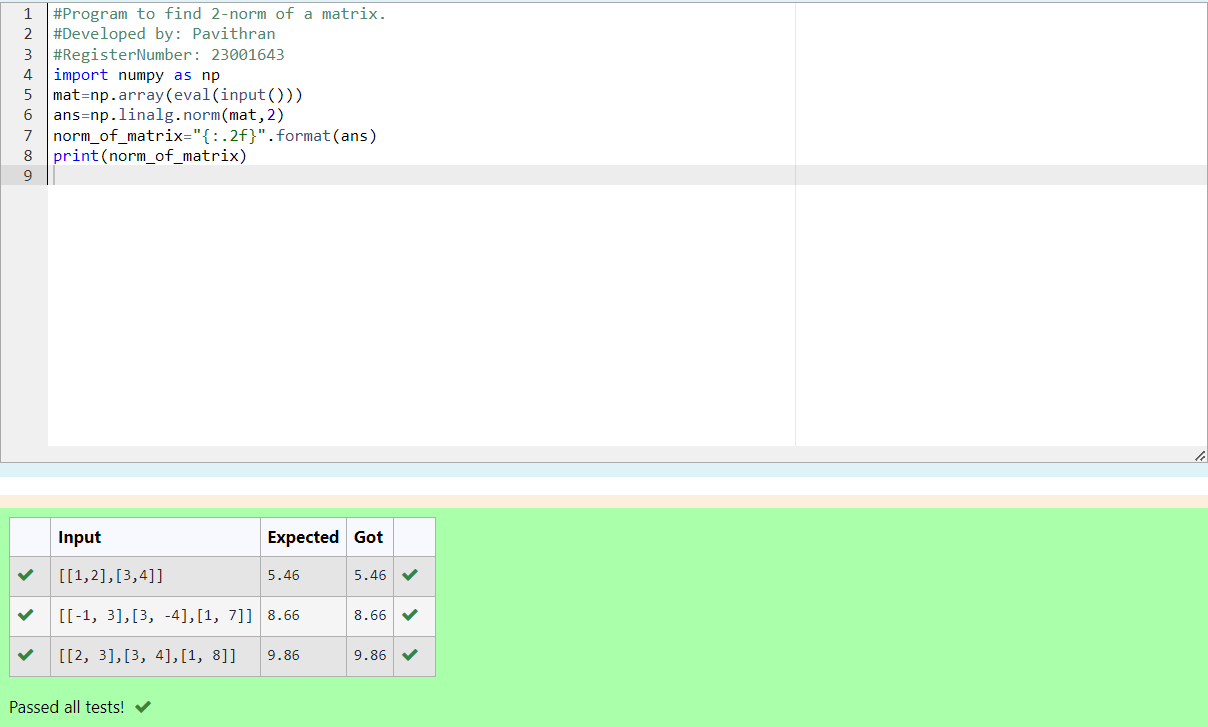 1 #Program to find 2-norm of a matrix.
2 #Developed by: Pavithran
3 #RegisterNumber: 23001643
4 import numpy as np
5 mat=np.array(eval(input()))
6 ans=np.linalg.norm(mat,2)
7 norm_of_matrix="{:.2f}".format(ans)
8 print(norm_of_matrix)
9
Input Expected Got
[[1,2],[3,4]] 5.46 5.46
[[-1, 3],[3, -4],[1, 7]] 8.66 8.66
[[2, 3],[3, 4],[1, 8]] 9.86 9.86
Passed all tests!